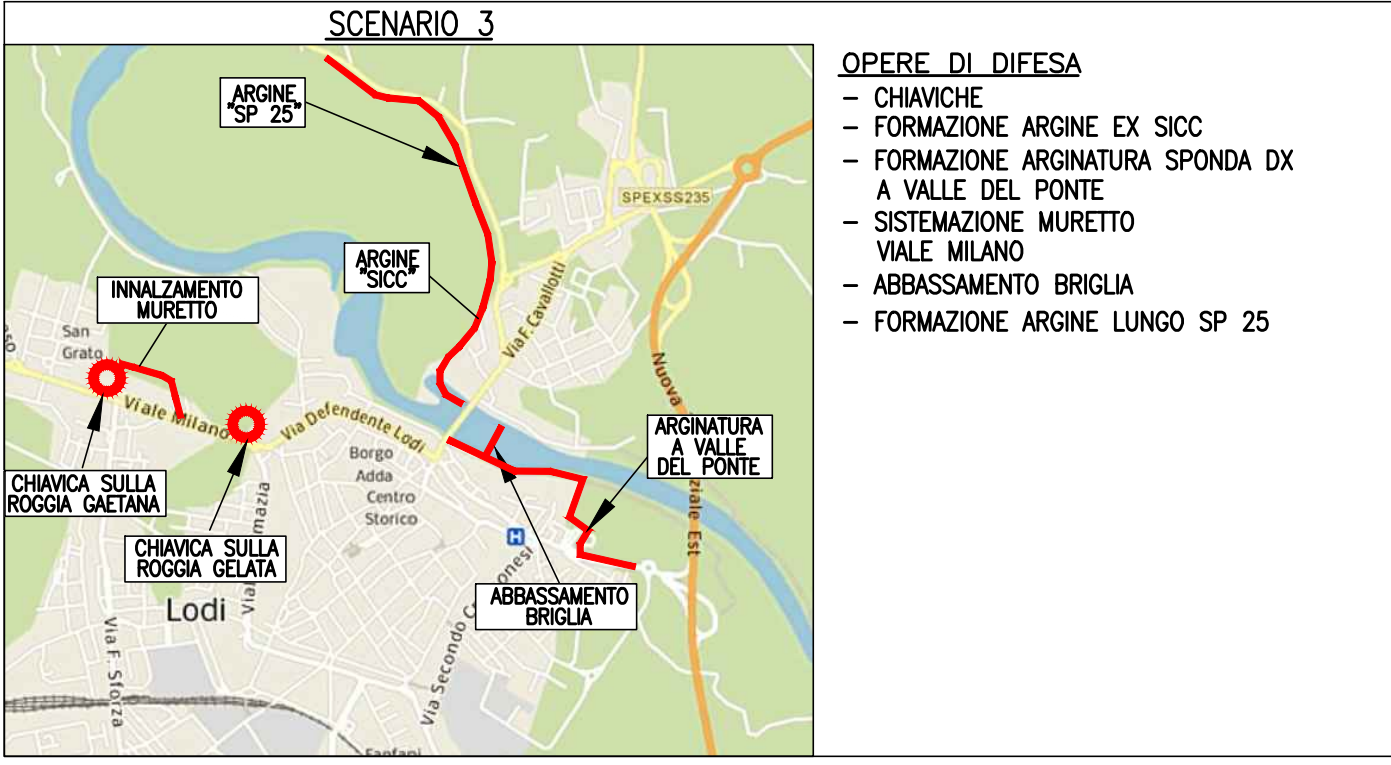 SCENARIO 3
ARGINE
"SP 25"
SPEXSS235
ARGINE
"SICC"
INNALZAMENTO
MURETTO
San
Grato
Via F. Cavallotti
Nuova
ziale Est
Viale Milano
Via Defendente Lodi
Borgo
Adda
Centro
Storico
ARGINATURA
A VALLE
DEL PONTE
CHIAVICA SULLA
ROGGIA GAETANA
CHIAVICA SULLA
ROGGIA GELATA
H
ABBASSAMENTO
BRIGLIA
Lodi
Via F. Sforza
Via Secondo
Fanfani
OPERE DI DIFESA
- CHIAVICHE
- FORMAZIONE ARGINE EX SICC
- FORMAZIONE ARGINATURA SPONDA DX
A VALLE DEL PONTE
- SISTEMAZIONE MURETTO
VIALE MILANO
- ABBASSAMENTO BRIGLIA
- FORMAZIONE ARGINE LUNGO SP 25